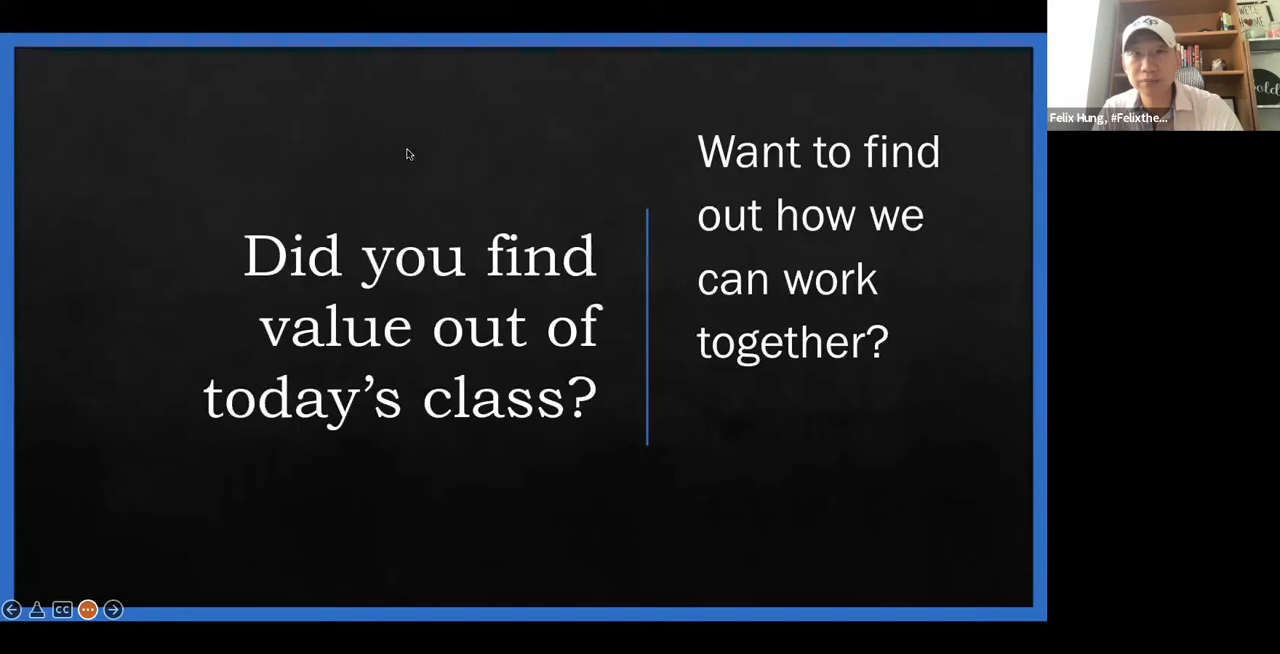 Did you find
value out of
today's class?
Want to find
out how we
can work
together?
Felix Hung, #Felixthe...
CC